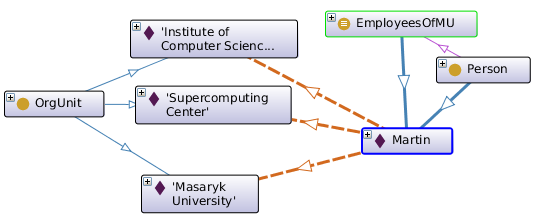 'Institute of
Computer Scienc...
EmployeesOfMU
Person
OrgUnit
'Supercomputing
Center'
Martin
'Masaryk
University'